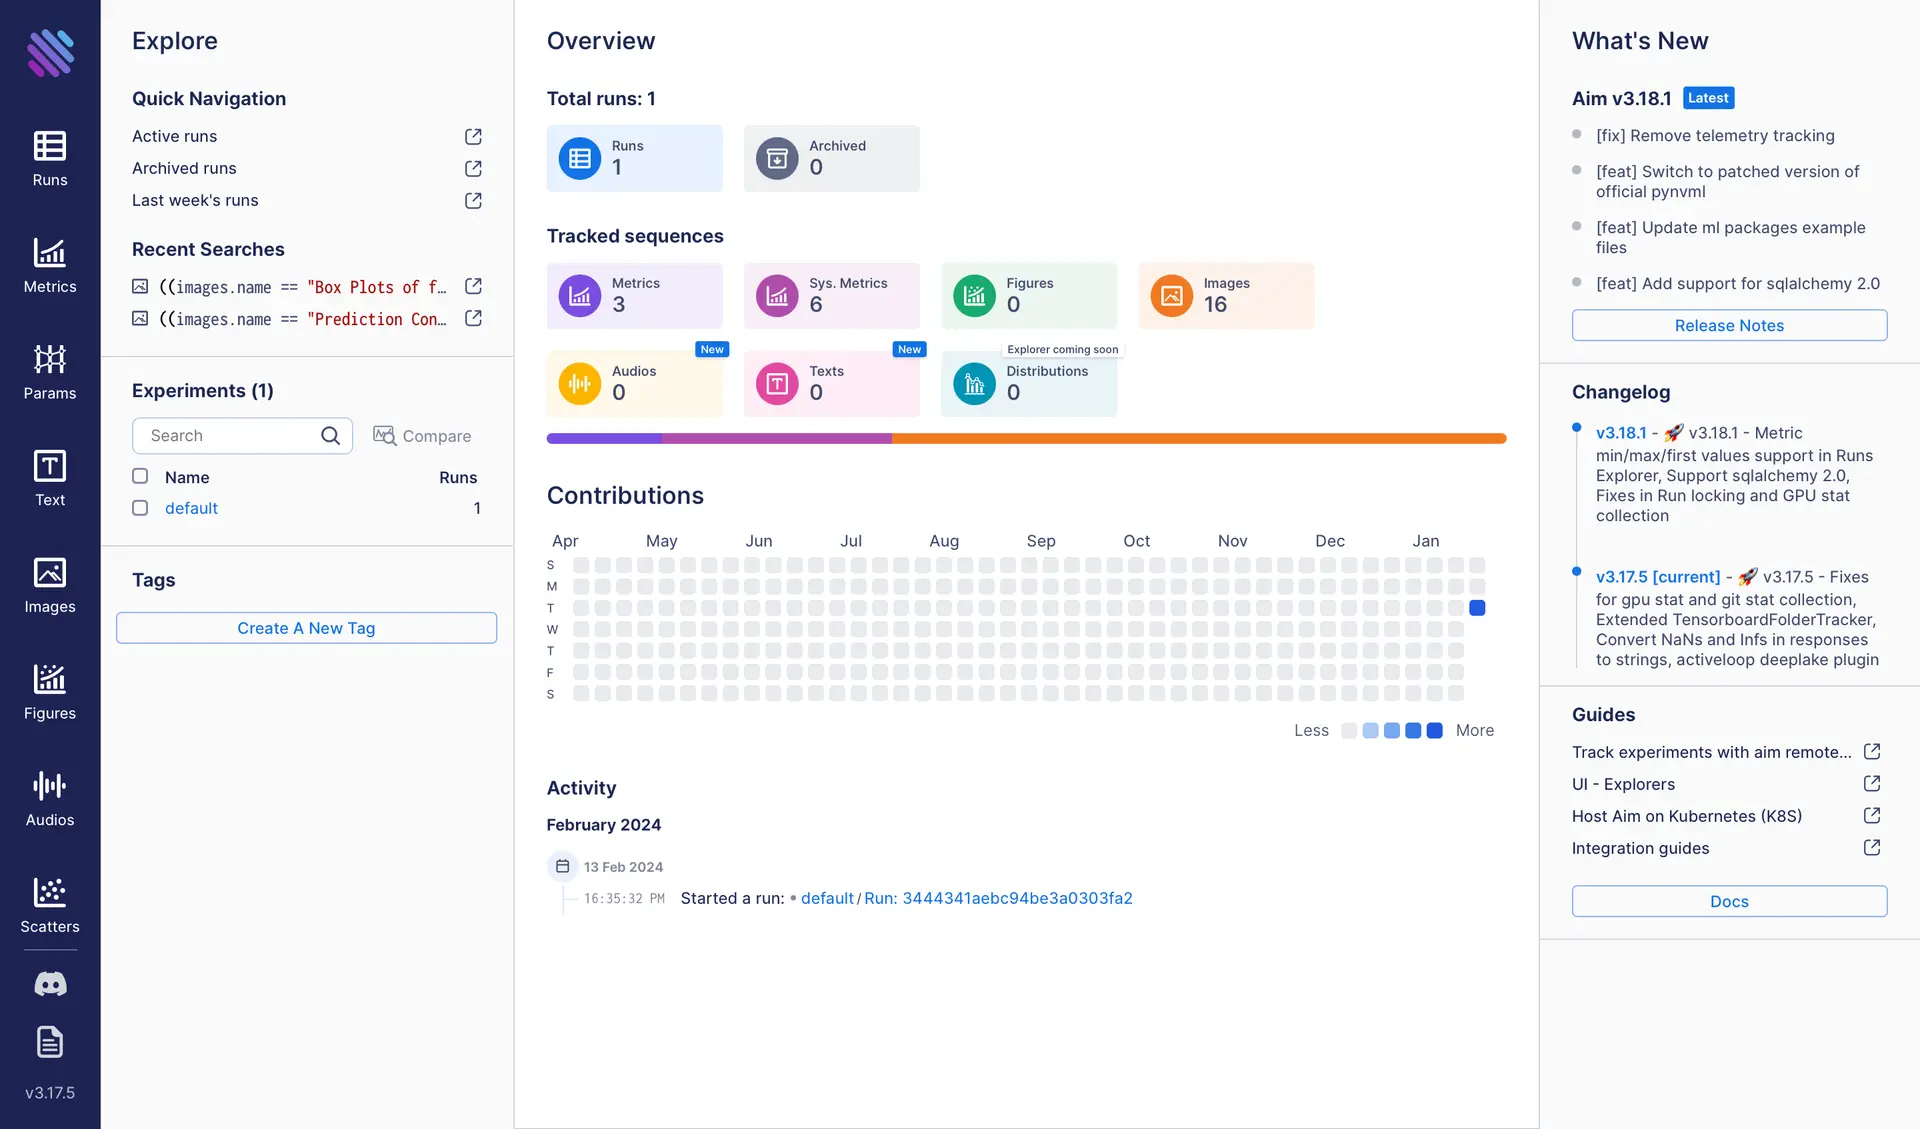 Runs
Metrics
Params
Text
Images
Figures
Audios
Scatters
v3.17.5
Explore
Quick Navigation
Active runs
Archived runs
Last week's runs
Recent Searches
((images.name == "Box Plots of f…
((images.name == "Prediction Con…
Experiments (1)
Search
Compare
Name Runs
default 1
Tags
Create A New Tag
Overview
Total runs: 1
Runs
1
Archived
0
Tracked sequences
Metrics
3
Sys. Metrics
6
Figures
0
Images
16
New
Audios
0
New
Texts
0
Explorer coming soon
Distributions
0
Contributions
Apr May Jun Jul Aug Sep Oct Nov Dec Jan
S
M
T
W
T
F
S
Less More
Activity
February 2024
13 Feb 2024
16:35:32 PM Started a run: • default / Run: 3444341aebc94be3a0303fa2
What's New
Aim v3.18.1 Latest
[fix] Remove telemetry tracking
[feat] Switch to patched version of
official pynvml
[feat] Update ml packages example
files
[feat] Add support for sqlalchemy 2.0
Release Notes
Changelog
v3.18.1 - 🚀 v3.18.1 - Metric
min/max/first values support in Runs
Explorer, Support sqlalchemy 2.0,
Fixes in Run locking and GPU stat
collection
v3.17.5 [current] - 🚀 v3.17.5 - Fixes
for gpu stat and git stat collection,
Extended TensorboardFolderTracker,
Convert NaNs and Infs in responses
to strings, activeloop deeplake plugin
Guides
Track experiments with aim remote...
UI - Explorers
Host Aim on Kubernetes (K8S)
Integration guides
Docs